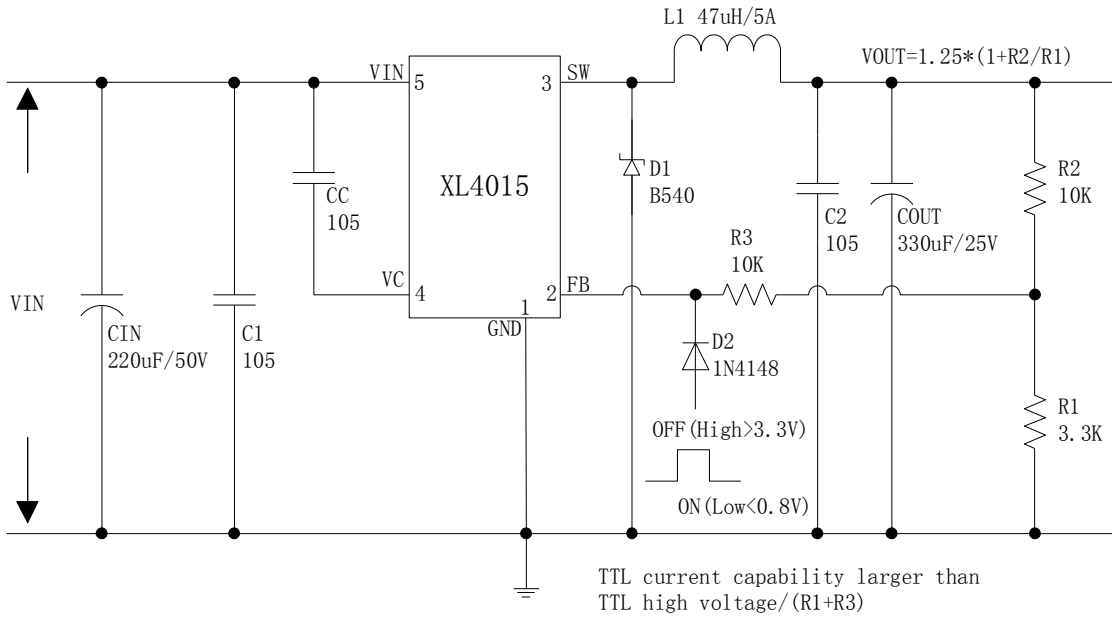 L1 47uH/5A
VOUT=1.25*(1+R2/R1)
VIN
5
3
SW
XL4015
CC
105
D1
B540
C2
105
COUT
330uF/25V
R2
10K
R3
10K
VC
4
2
FB
1
GND
VIN
CIN
220uF/50V
C1
105
D2
1N4148
OFF(High>3.3V)
ON(Low<0.8V)
R1
3.3K
TTL current capability larger than
TTL high voltage/(R1+R3)